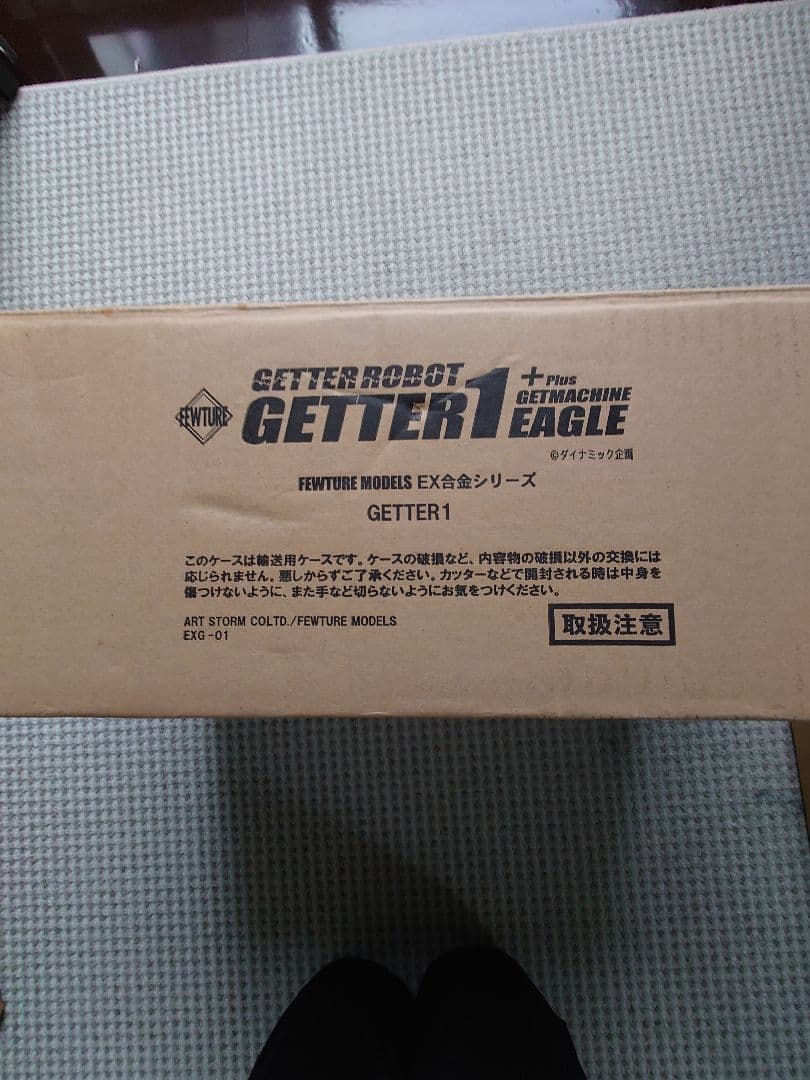 GETTER ROBOT
FEWTURE
GETTER1
+Plus
GETMACHINE
EAGLE
©ダイナミック企画
FEWTURE MODELS EX合金シリーズ
GETTER1
このケースは輸送用ケースです。ケースの破損など、内容物の破損以外の交換には
応じられません。悪しからずご了承ください。カッターなどで開封される時は中身を
傷つけないように、また手など切らないようにお気をつけください。
ART STORM COLTD./FEWTURE MODELS
EXG-01
取扱注意